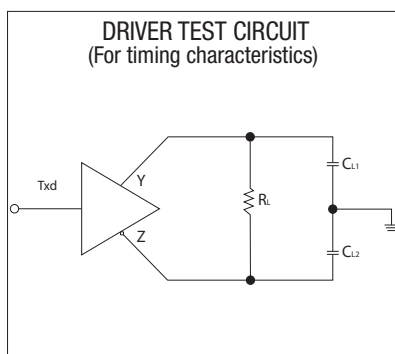 DRIVER TEST CIRCUIT
(For timing characteristics)
Txd
Y
Z
RL
CL1
CL2